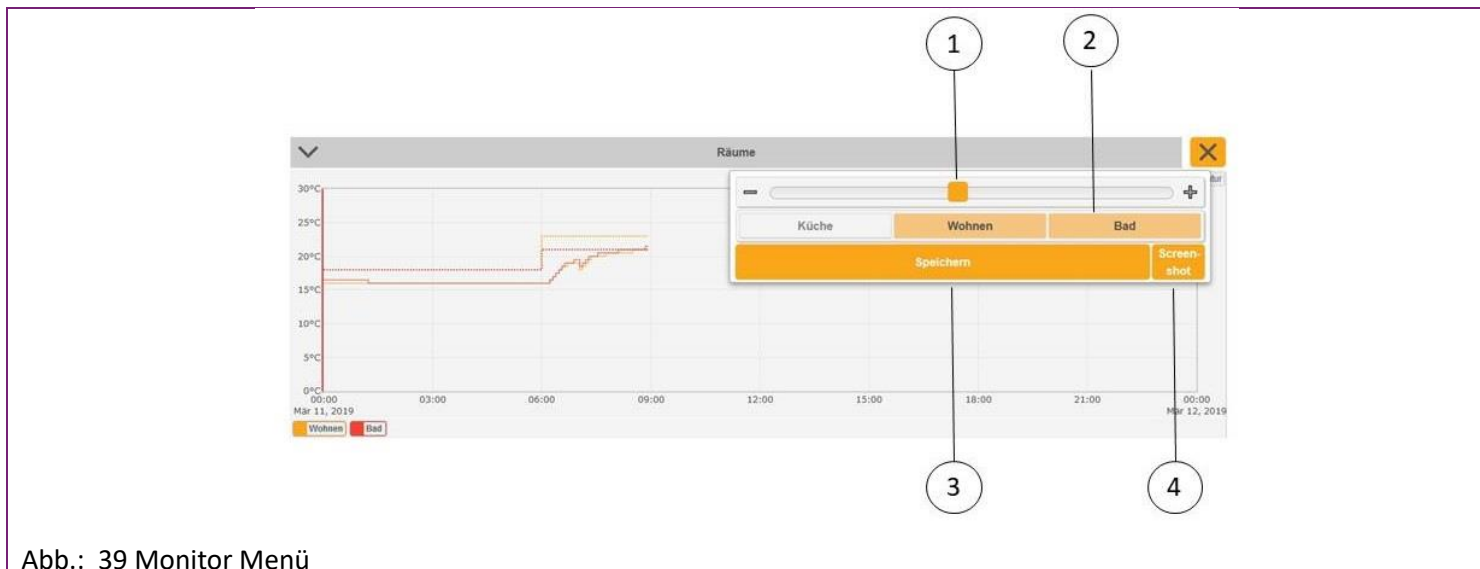 1
2
Räume
30°C
25°C
20°C
15°C
10°C
5°C
0°C
Küche
Wohnen
Bad
Speichern
Screen-
shot
00:00
03:00
06:00
09:00
12:00
15:00
18:00
21:00
00:00
Mär 11, 2019
Mär 12, 2019
Wohnen
Bad
3
4
Abb.: 39 Monitor Menü